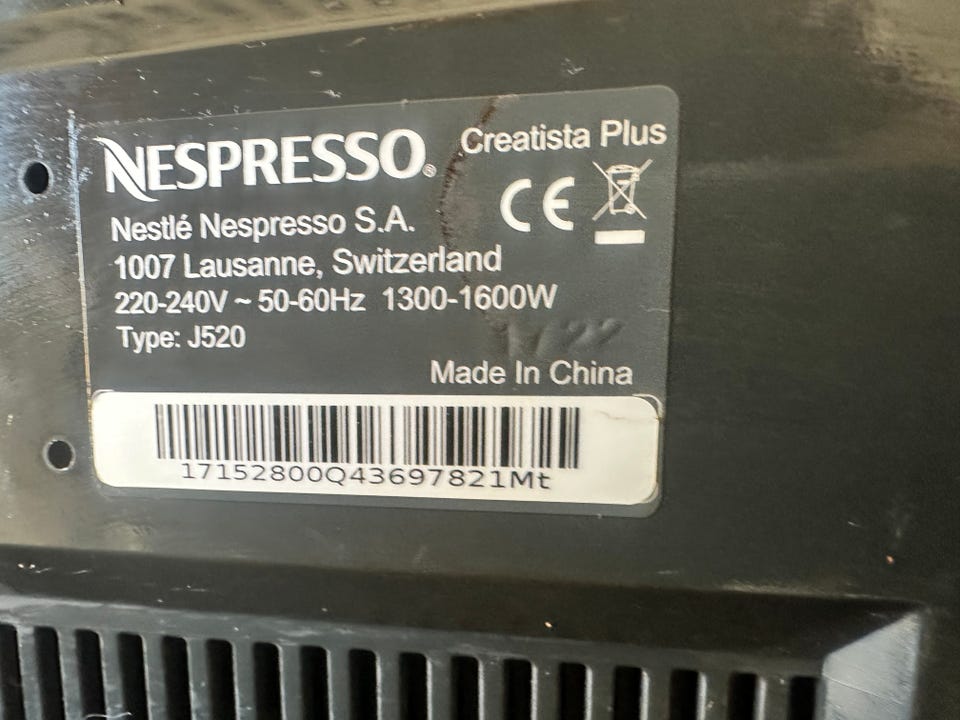 NESPRESSO®
Creatista Plus
CE
Nestlé Nespresso S.A.
1007 Lausanne, Switzerland
220-240V ~ 50-60Hz 1300-1600W
Type: J520
Made In China
17152800Q43697821Mt